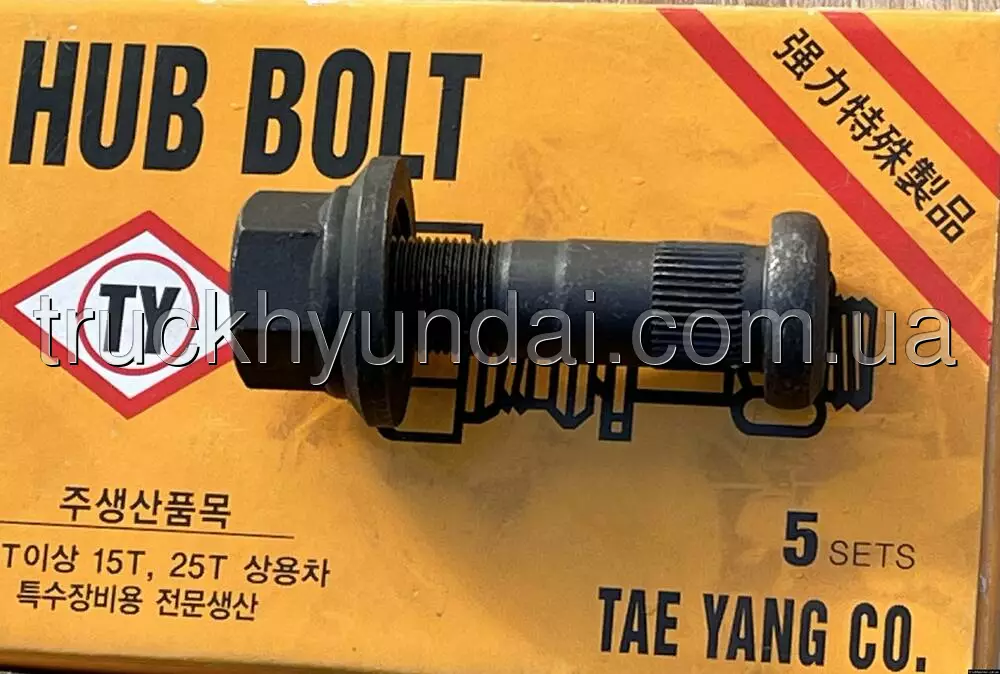 HUB BOLT
强力特殊製品
TY
truckhyundai.com.ua
주생산품목
T이상 15T, 25T 상용차
특수장비용 전문생산
5 SETS
TAE YANG CO.